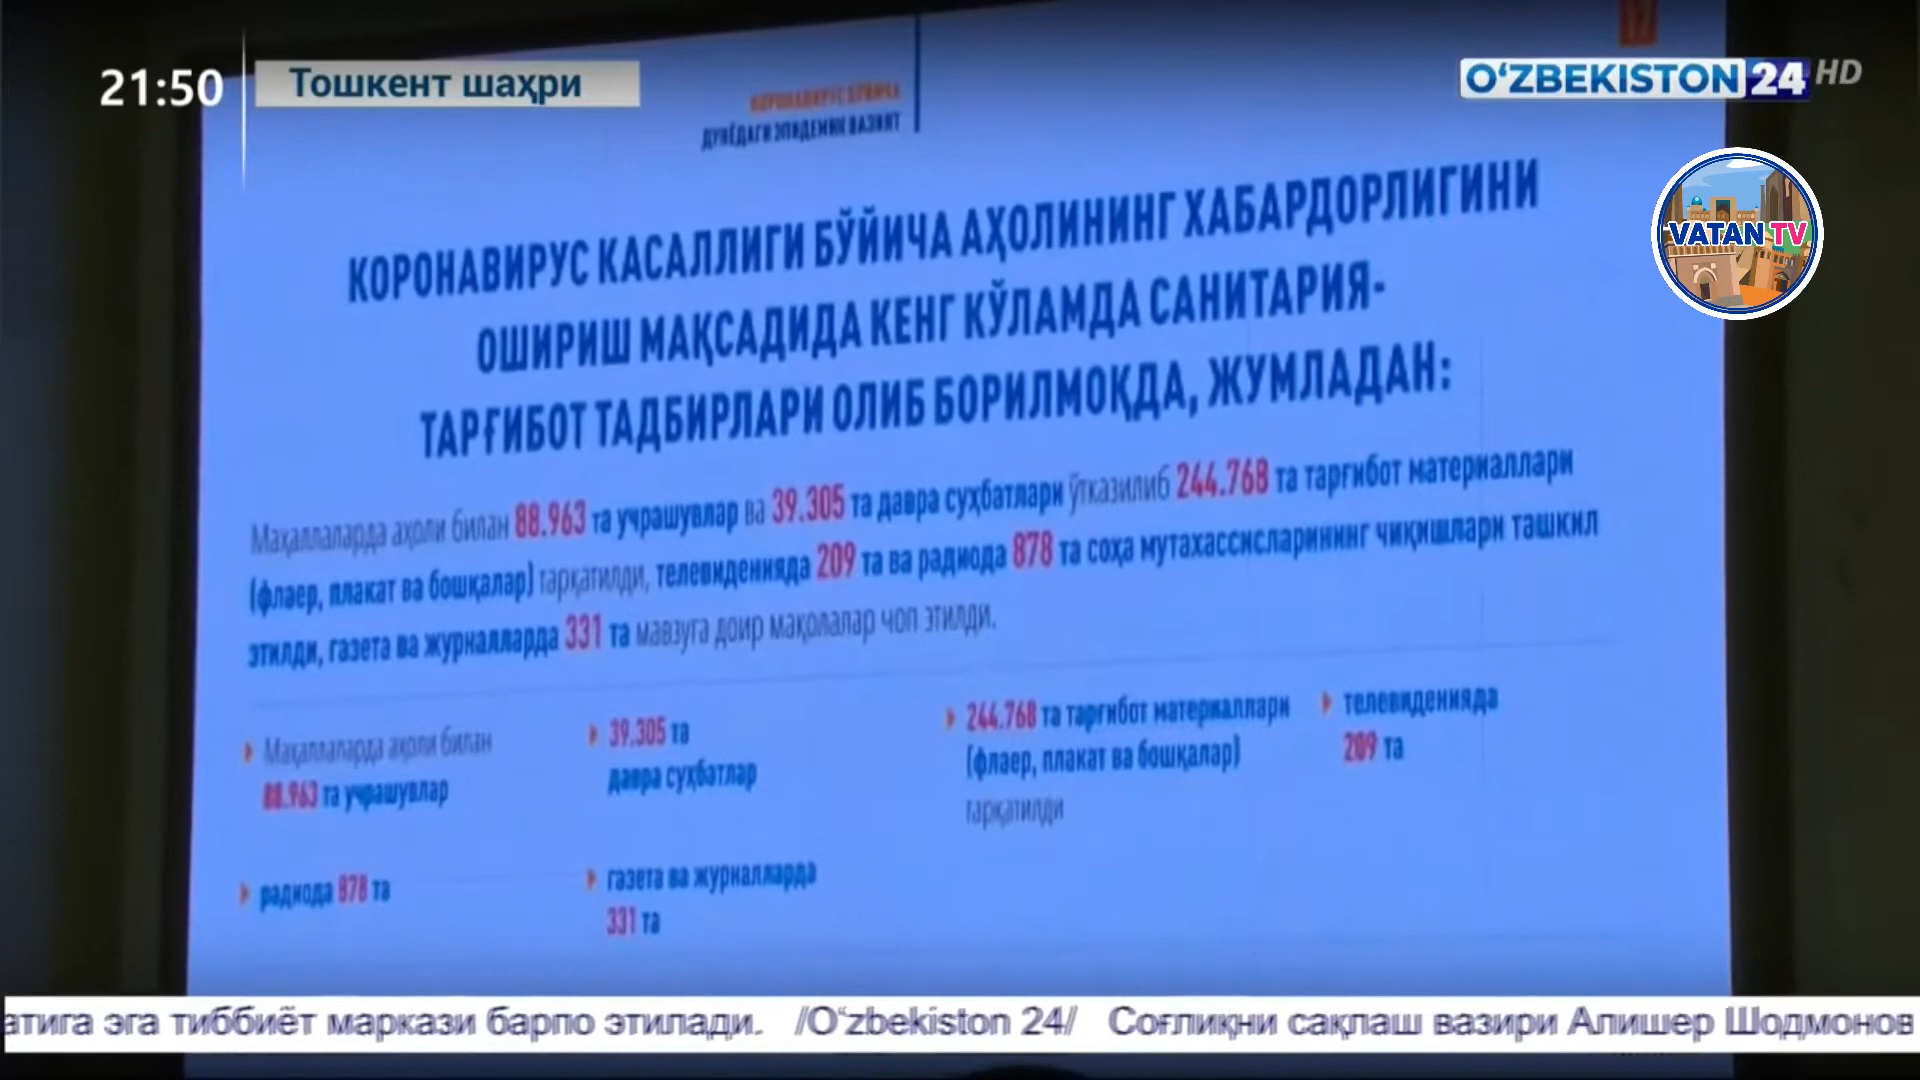 21:50
Тошкент шаҳри
O‘ZBEKISTON 24 HD
КОРОНАВИРУС БЎЙИЧА
ДУНЁДАГИ ЭПИДЕМИК ВАЗИЯТ
VATAN TV
КОРОНАВИРУС КАСАЛЛИГИ БЎЙИЧА АҲОЛИНИНГ ХАБАРДОРЛИГИНИ
ОШИРИШ МАҚСАДИДА КЕНГ КЎЛАМДА САНИТАРИЯ-
ТАРҒИБОТ ТАДБИРЛАРИ ОЛИБ БОРИЛМОҚДА, ЖУМЛАДАН:
Маҳаллаларда аҳоли билан 88.963 та учрашувлар ва 39.305 та давра суҳбатлари ўтказилиб 244.768 та тарғибот материаллари
(флаер, плакат ва бошқалар) тарқатилди, телевиденияда 209 та ва радиода 878 та соҳа мутахассисларининг чиқишлари ташкил
этилди, газета ва журналларда 331 та мавзуга доир мақолалар чоп этилди.
Маҳаллаларда аҳоли билан
88.963 та учрашувлар
39.305 та
давра суҳбатлар
244.768 та тарғибот материаллари
(флаер, плакат ва бошқалар)
тарқатилди
телевиденияда
209 та
радиода 878 та
газета ва журналларда
331 та
атига эга тиббиёт маркази барпо этилади. /O‘zbekiston 24/ Соғлиқни сақлаш вазири Алишер Шодмонов